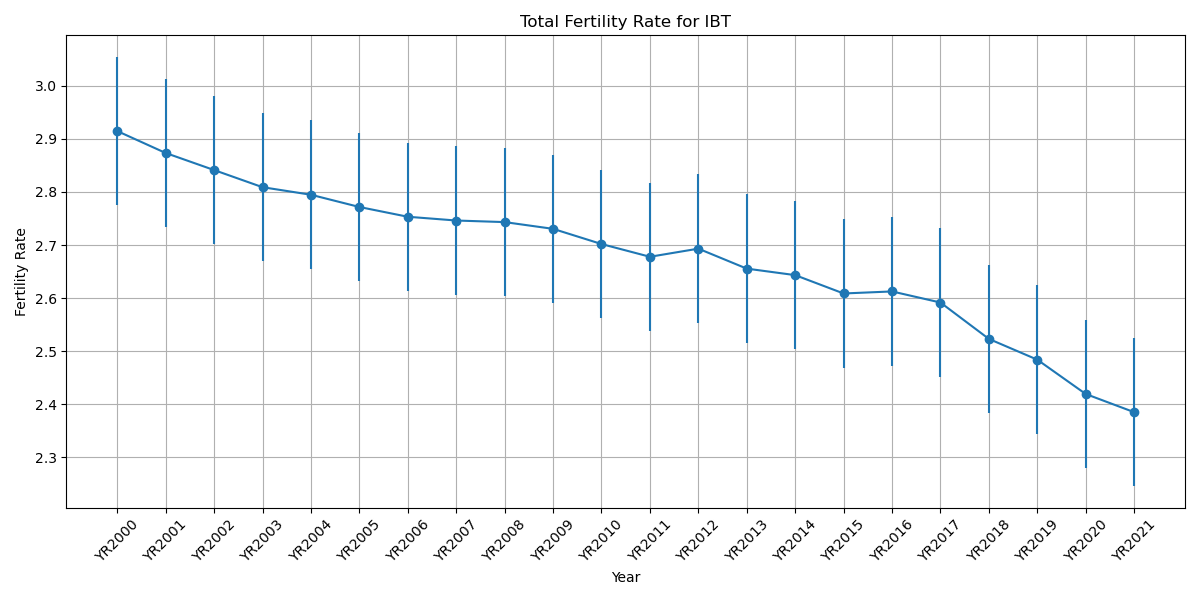 Total Fertility Rate for IBT
Fertility Rate
3.0
2.9
2.8
2.7
2.6
2.5
2.4
2.3
YR2000
YR2001
YR2002
YR2003
YR2004
YR2005
YR2006
YR2007
YR2008
YR2009
YR2010
YR2011
YR2012
YR2013
YR2014
YR2015
YR2016
YR2017
YR2018
YR2019
YR2020
YR2021
Year